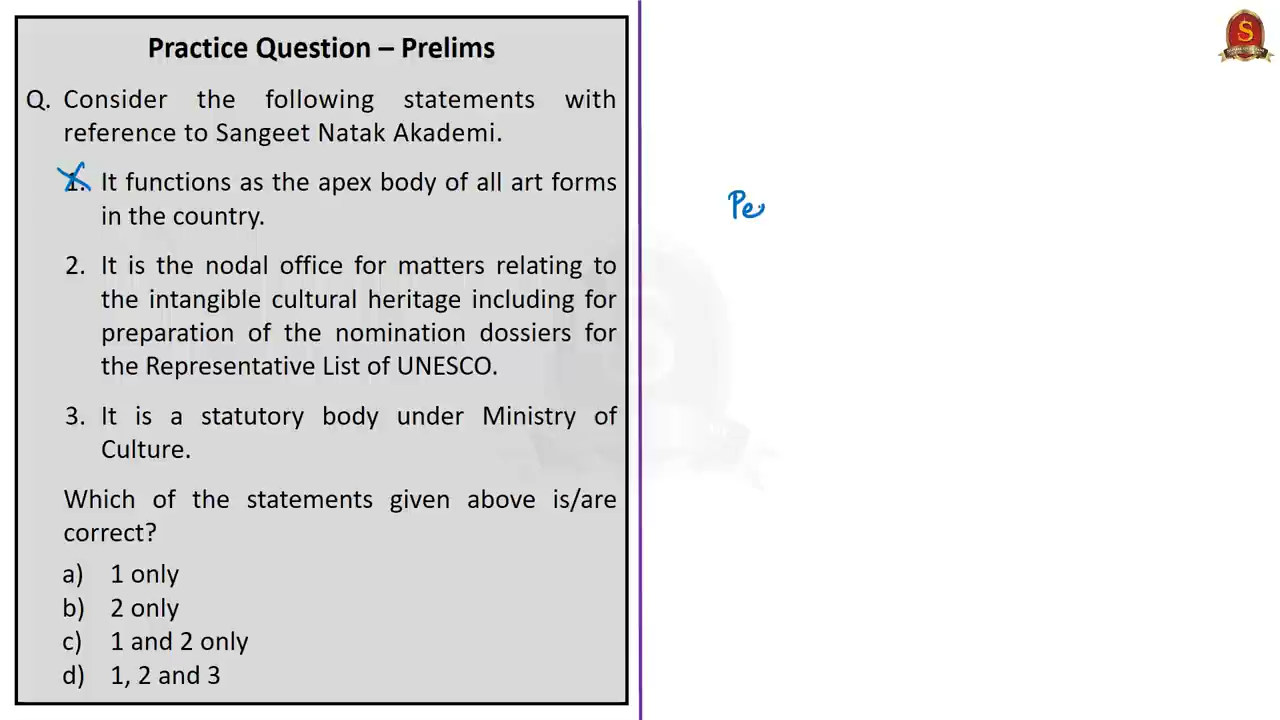 Practice Question – Prelims
Q. Consider the following statements with
reference to Sangeet Natak Akademi.
1. It functions as the apex body of all art forms
in the country.
2. It is the nodal office for matters relating to
the intangible cultural heritage including for
preparation of the nomination dossiers for
the Representative List of UNESCO.
3. It is a statutory body under Ministry of
Culture.
Which of the statements given above is/are
correct?
a) 1 only
b) 2 only
c) 1 and 2 only
d) 1, 2 and 3
Pe
S